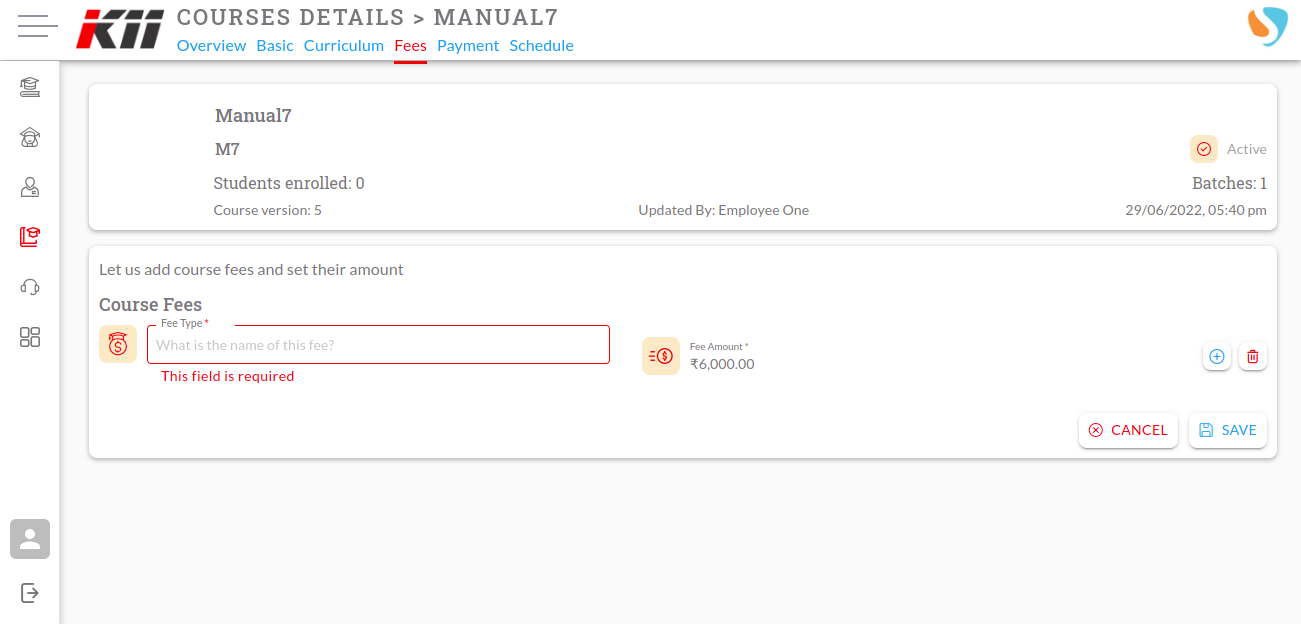 KII
COURSES DETAILS > MANUAL7
Overview Basic Curriculum Fees Payment Schedule
Manual7
M7
Active
Students enrolled: 0
Batches: 1
Course version: 5
Updated By: Employee One
29/06/2022, 05:40 pm
Let us add course fees and set their amount
Course Fees
Fee Type *
What is the name of this fee?
This field is required
Fee Amount *
₹6,000.00
CANCEL
SAVE